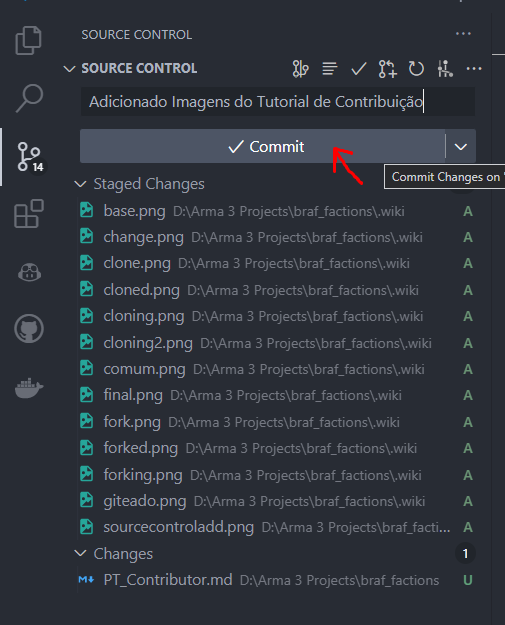 SOURCE CONTROL
SOURCE CONTROL
Adicionado Imagens do Tutorial de Contribuição
Commit
14
Commit Changes on "
Staged Changes
base.png D:\Arma 3 Projects\braf_factions\.wiki A
change.png D:\Arma 3 Projects\braf_factions\.wiki A
clone.png D:\Arma 3 Projects\braf_factions\.wiki A
cloned.png D:\Arma 3 Projects\braf_factions\.wiki A
cloning.png D:\Arma 3 Projects\braf_factions\.wiki A
cloning2.png D:\Arma 3 Projects\braf_factions\.wiki A
comum.png D:\Arma 3 Projects\braf_factions\.wiki A
final.png D:\Arma 3 Projects\braf_factions\.wiki A
fork.png D:\Arma 3 Projects\braf_factions\.wiki A
forked.png D:\Arma 3 Projects\braf_factions\.wiki A
forking.png D:\Arma 3 Projects\braf_factions\.wiki A
giteado.png D:\Arma 3 Projects\braf_factions\.wiki A
sourcecontroladd.png D:\Arma 3 Projects\braf_facti... A
Changes 1
PT_Contributor.md D:\Arma 3 Projects\braf_factions U